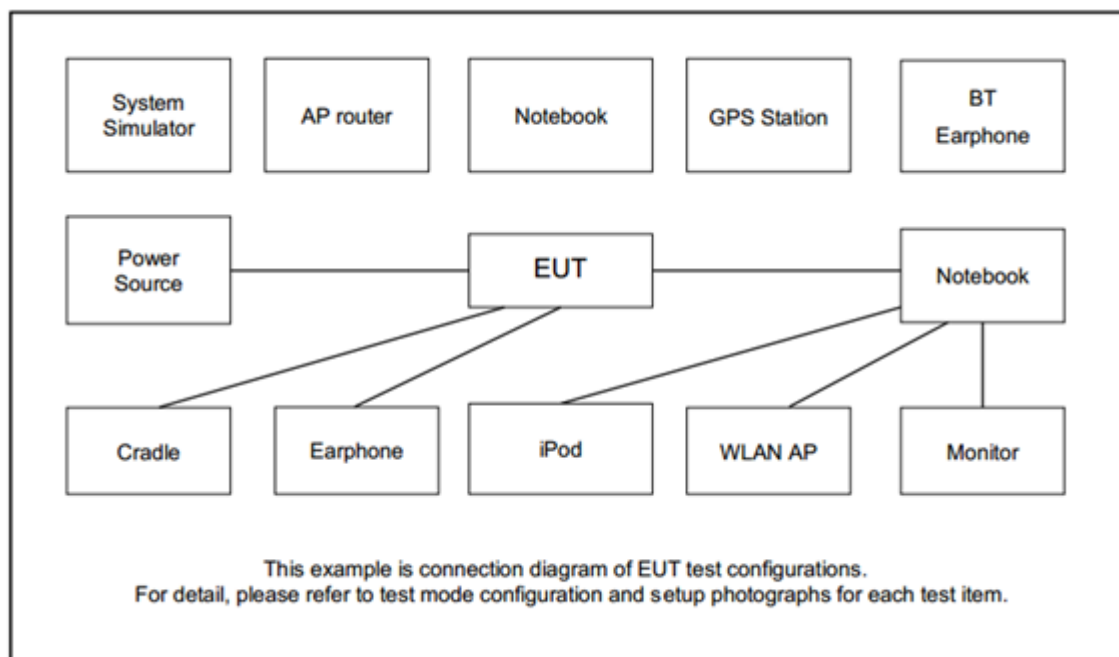 System
Simulator
AP router
Notebook
GPS Station
BT
Earphone
Power
Source
EUT
Notebook
Cradle
Earphone
iPod
WLAN AP
Monitor
This example is connection diagram of EUT test configurations.
For detail, please refer to test mode configuration and setup photographs for each test item.